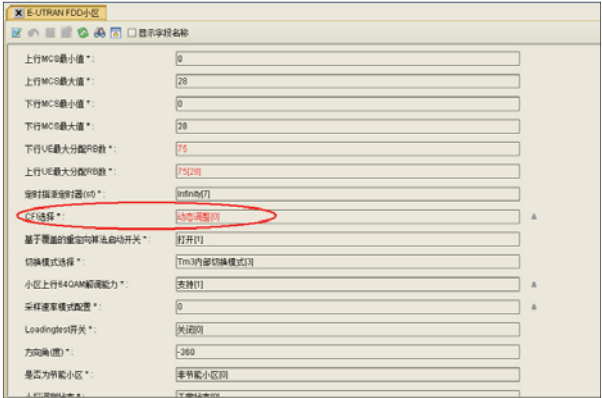 E-UTRAN FDD小区
显示字段名称
上行MCS最小值*: 0
上行MCS最大值*: 28
下行MCS最小值*: 0
下行MCS最大值*: 28
下行UE最大分配RB数*: 75
上行UE最大分配RB数*: 75[28]
定时指派定时器(sf)*: Infinity[7]
CFI选择*: 动态调整[0]
基于覆盖的重定向算法启动开关*: 打开[1]
切换模式选择*: Tm3内部切换模式[3]
小区上行64QAM解调能力*: 支持[1]
采样速率模式配置*: 0
Loadingtest开关*: 关闭[0]
方向角(度)*: -360
是否为节能小区*: 非节能小区[0]